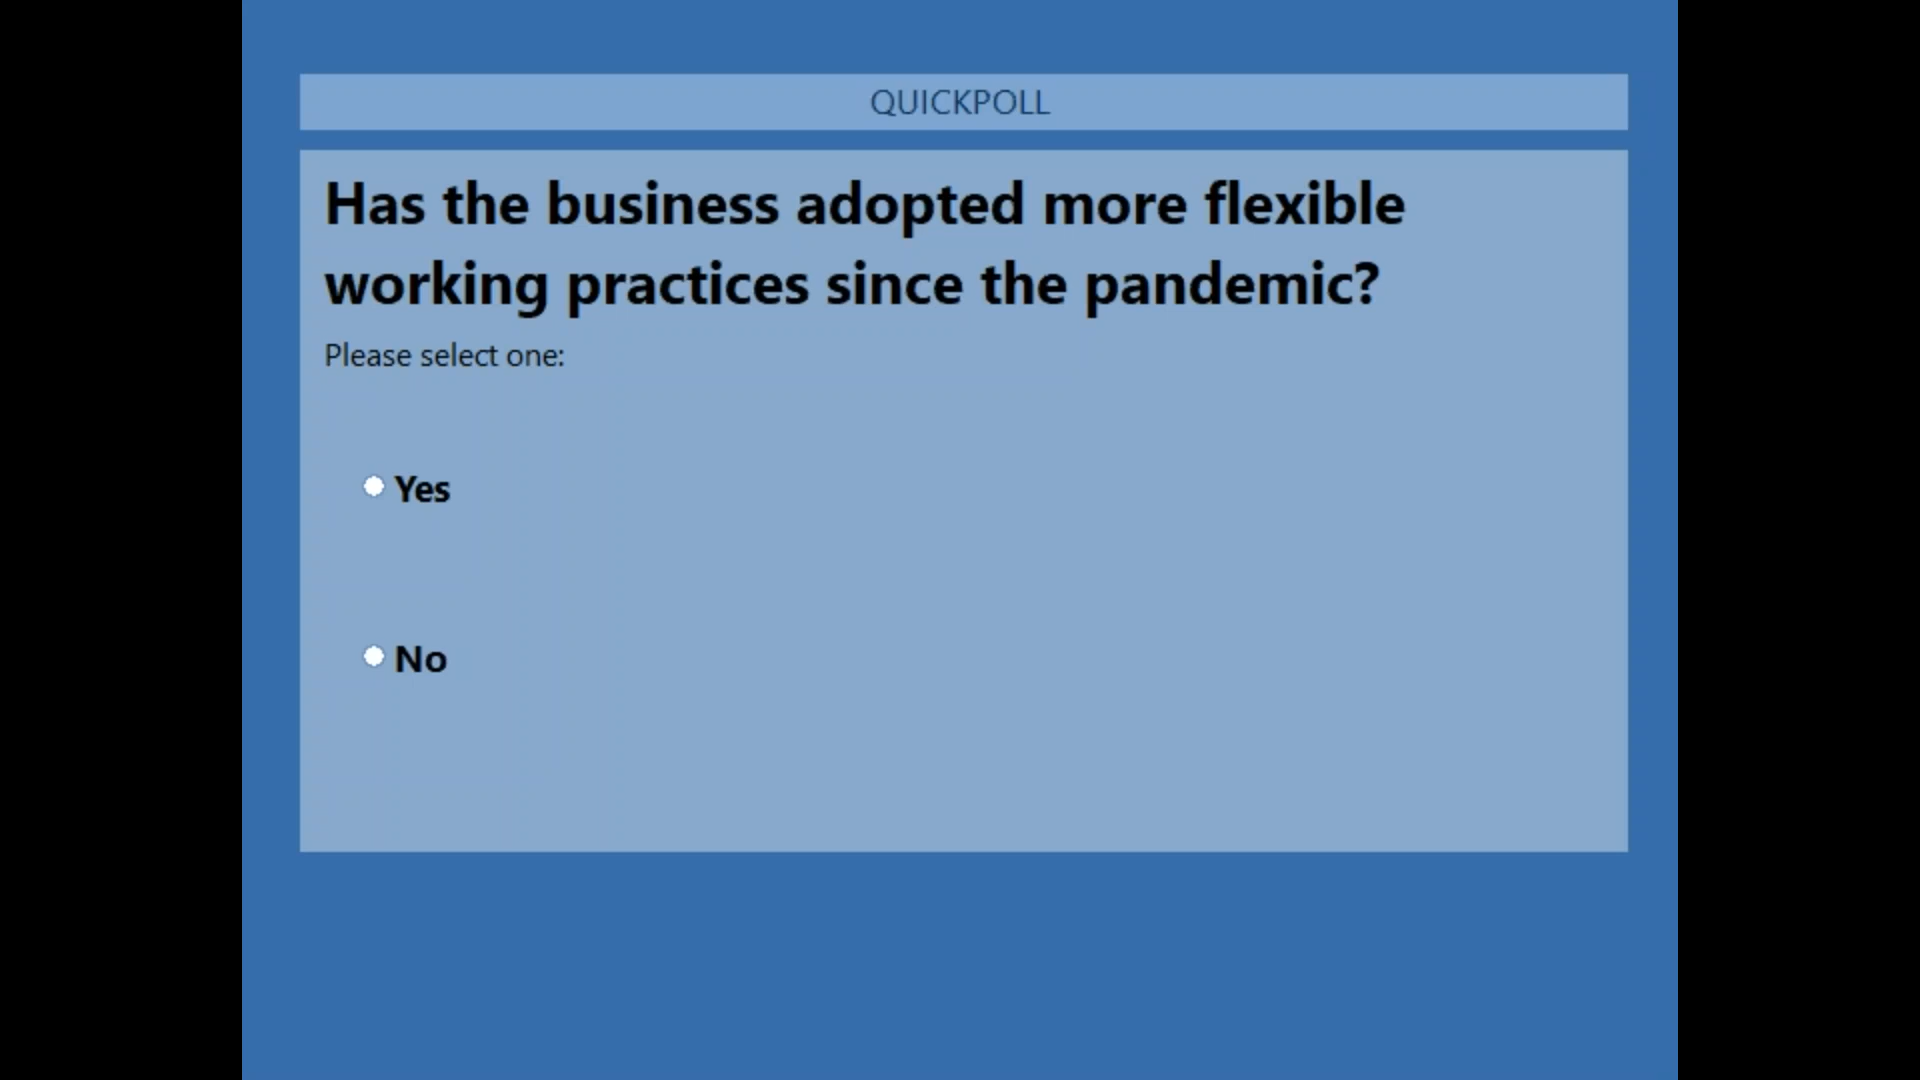 QUICKPOLL
Has the business adopted more flexible
working practices since the pandemic?
Please select one:
Yes
No